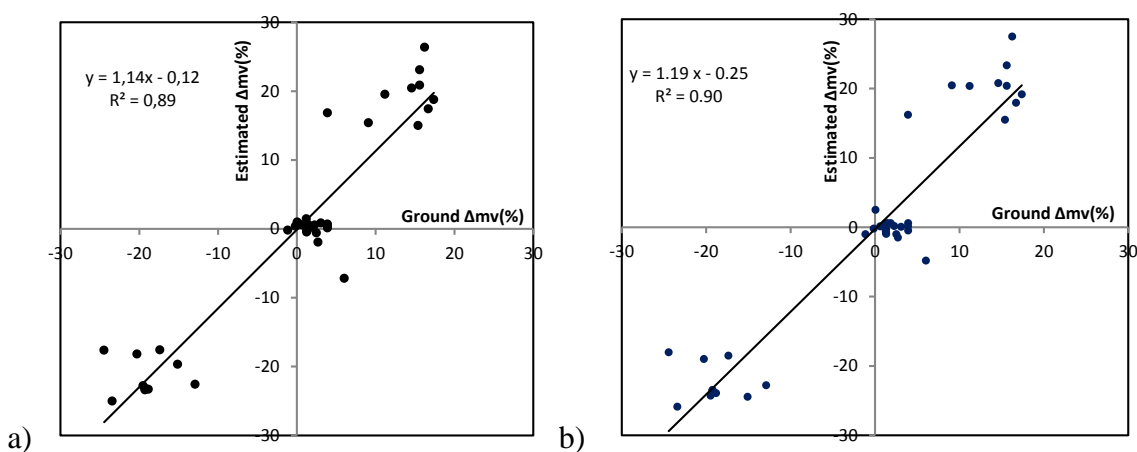 30
20
10
0
-10
-20
-30
-30
-20
-10
0
10
20
30
Estimated Δmv(%)
Ground Δmv(%)
y = 1,14x - 0,12
R² = 0,89
a)
30
20
10
0
-10
-20
-30
-30
-20
-10
0
10
20
30
Estimated Δmv(%)
Ground Δmv(%)
y = 1.19 x - 0.25
R² = 0.90
b)